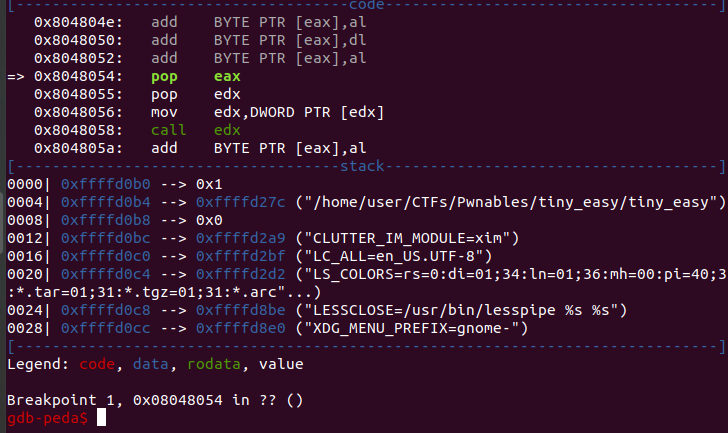 [-------------------------------------code-------------------------------------]
   0x804804e:	add    BYTE PTR [eax],al
   0x8048050:	add    BYTE PTR [eax],dl
   0x8048052:	add    BYTE PTR [eax],al
=> 0x8048054:	pop    eax
   0x8048055:	pop    edx
   0x8048056:	mov    edx,DWORD PTR [edx]
   0x8048058:	call   edx
   0x804805a:	add    BYTE PTR [eax],al
[------------------------------------stack-------------------------------------]
0000| 0xffffd0b0 --> 0x1
0004| 0xffffd0b4 --> 0xffffd27c ("/home/user/CTFs/Pwnables/tiny_easy/tiny_easy")
0008| 0xffffd0b8 --> 0x0
0012| 0xffffd0bc --> 0xffffd2a9 ("CLUTTER_IM_MODULE=xim")
0016| 0xffffd0c0 --> 0xffffd2bf ("LC_ALL=en_US.UTF-8")
0020| 0xffffd0c4 --> 0xffffd2d2 ("LS_COLORS=rs=0:di=01;34:ln=01;36:mh=00:pi=40;3
:*.tar=01;31:*.tgz=01;31:*.arc"...)
0024| 0xffffd0c8 --> 0xffffd8be ("LESSCLOSE=/usr/bin/lesspipe %s %s")
0028| 0xffffd0cc --> 0xffffd8e0 ("XDG_MENU_PREFIX=gnome-")
[------------------------------------------------------------------------------]
Legend: code, data, rodata, value

Breakpoint 1, 0x08048054 in ?? ()
gdb-peda$